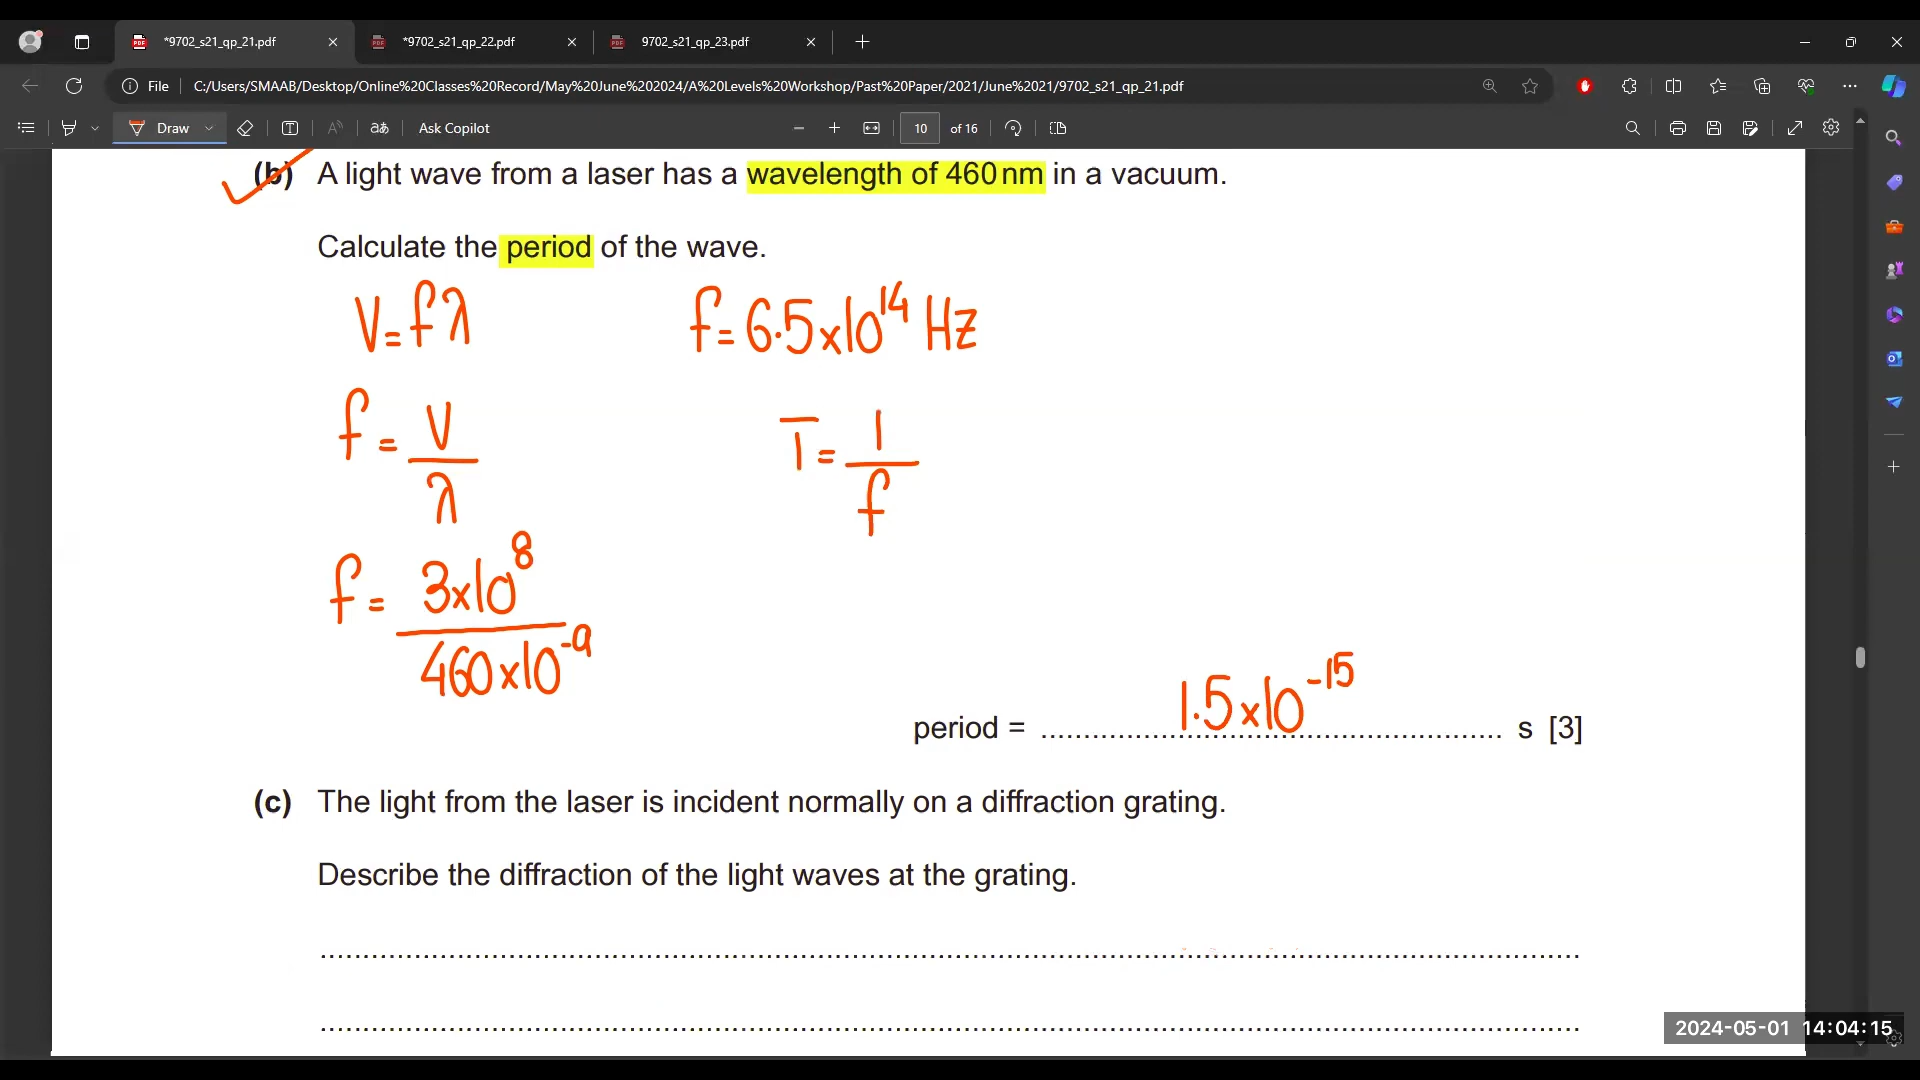 *9702_s21_qp_21.pdf
*9702_s21_qp_22.pdf
9702_s21_qp_23.pdf
File
C:/Users/SMAAB/Desktop/Online%20Classes%20Record/May%20June%202024/A%20Levels%20Workshop/Past%20Paper/2021/June%2021/9702_s21_qp_21.pdf
Draw
aあ
Ask Copilot
10 of 16
(b) A light wave from a laser has a wavelength of 460 nm in a vacuum.
Calculate the period of the wave.
V=fλ
f=6.5x10^14 Hz
f = V/λ
T = 1/f
f = 3x10^8 / 460x10^-9
1.5x10^-15
period = ........................................................ s [3]
(c) The light from the laser is incident normally on a diffraction grating.
Describe the diffraction of the light waves at the grating.
2024-05-01 14:04:15